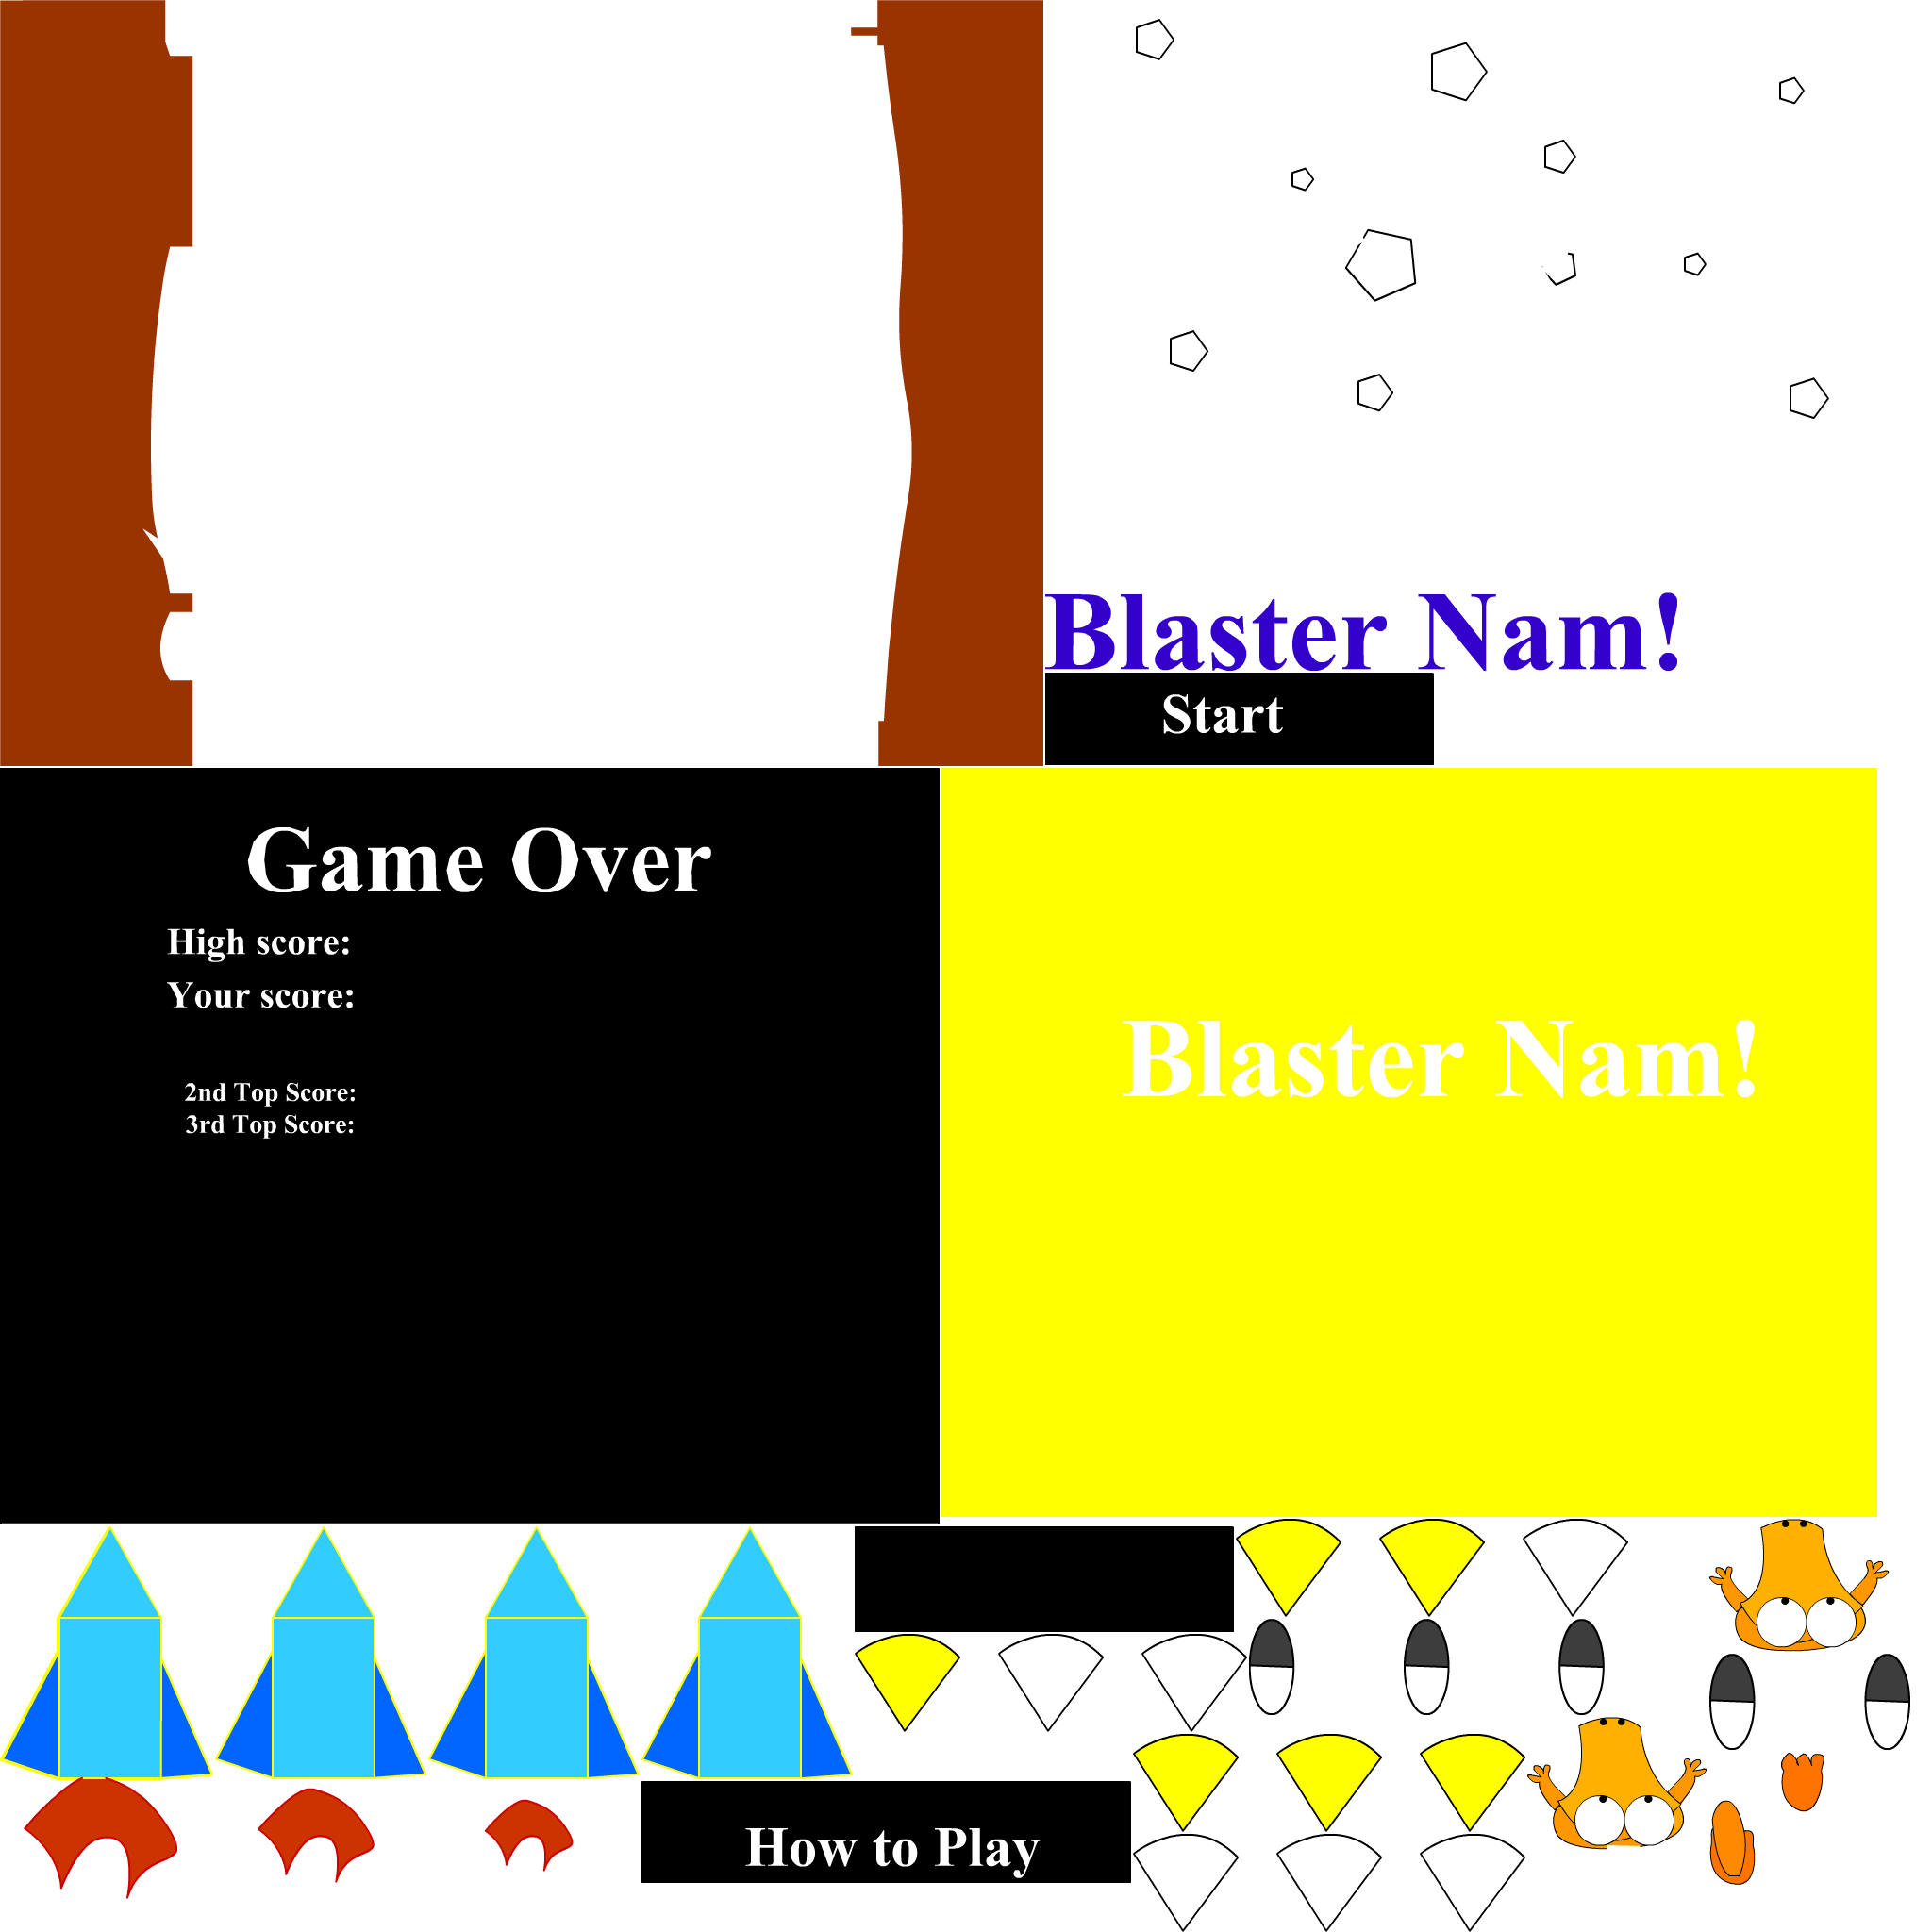 Blaster Nam!
Start
Game Over
High score:
Your score:
2nd Top Score:
3rd Top Score:
Blaster Nam!
How to Play